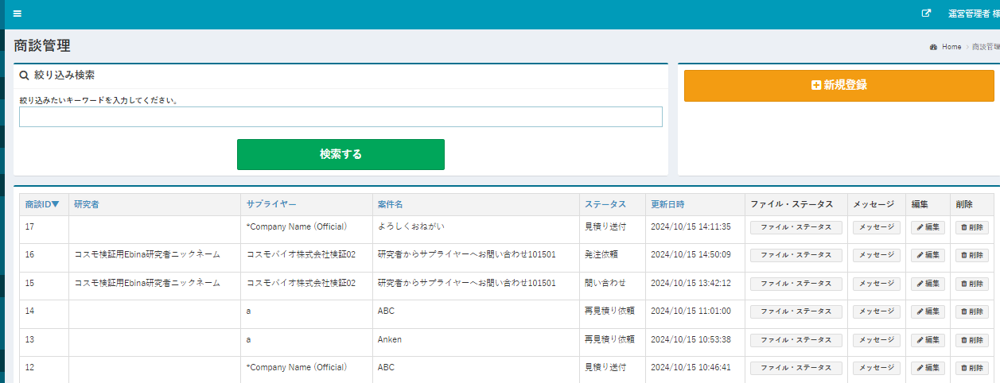 運営管理者 様
商談管理
Home > 商談管理
絞り込み検索
新規登録
絞り込みたいキーワードを入力してください。
検索する
商談ID▼ 研究者 サプライヤー 案件名 ステータス 更新日時 ファイル・ステータス メッセージ 編集 削除
17 *Company Name (Official) よろしくおねがい 見積り送付 2024/10/15 14:11:35 ファイル・ステータス メッセージ 編集 削除
16 コスモ検証用Ebina研究者ニックネーム コスモバイオ株式会社検証02 研究者からサプライヤーへお問い合わせ101501 発注依頼 2024/10/15 14:50:09 ファイル・ステータス メッセージ 編集 削除
15 コスモ検証用Ebina研究者ニックネーム コスモバイオ株式会社検証02 研究者からサプライヤーへお問い合わせ101501 問い合わせ 2024/10/15 13:42:12 ファイル・ステータス メッセージ 編集 削除
14 a ABC 再見積り依頼 2024/10/15 11:01:00 ファイル・ステータス メッセージ 編集 削除
13 a Anken 再見積り依頼 2024/10/15 10:53:38 ファイル・ステータス メッセージ 編集 削除
12 *Company Name (Official) ABC 見積り送付 2024/10/15 10:46:41 ファイル・ステータス メッセージ 編集 削除